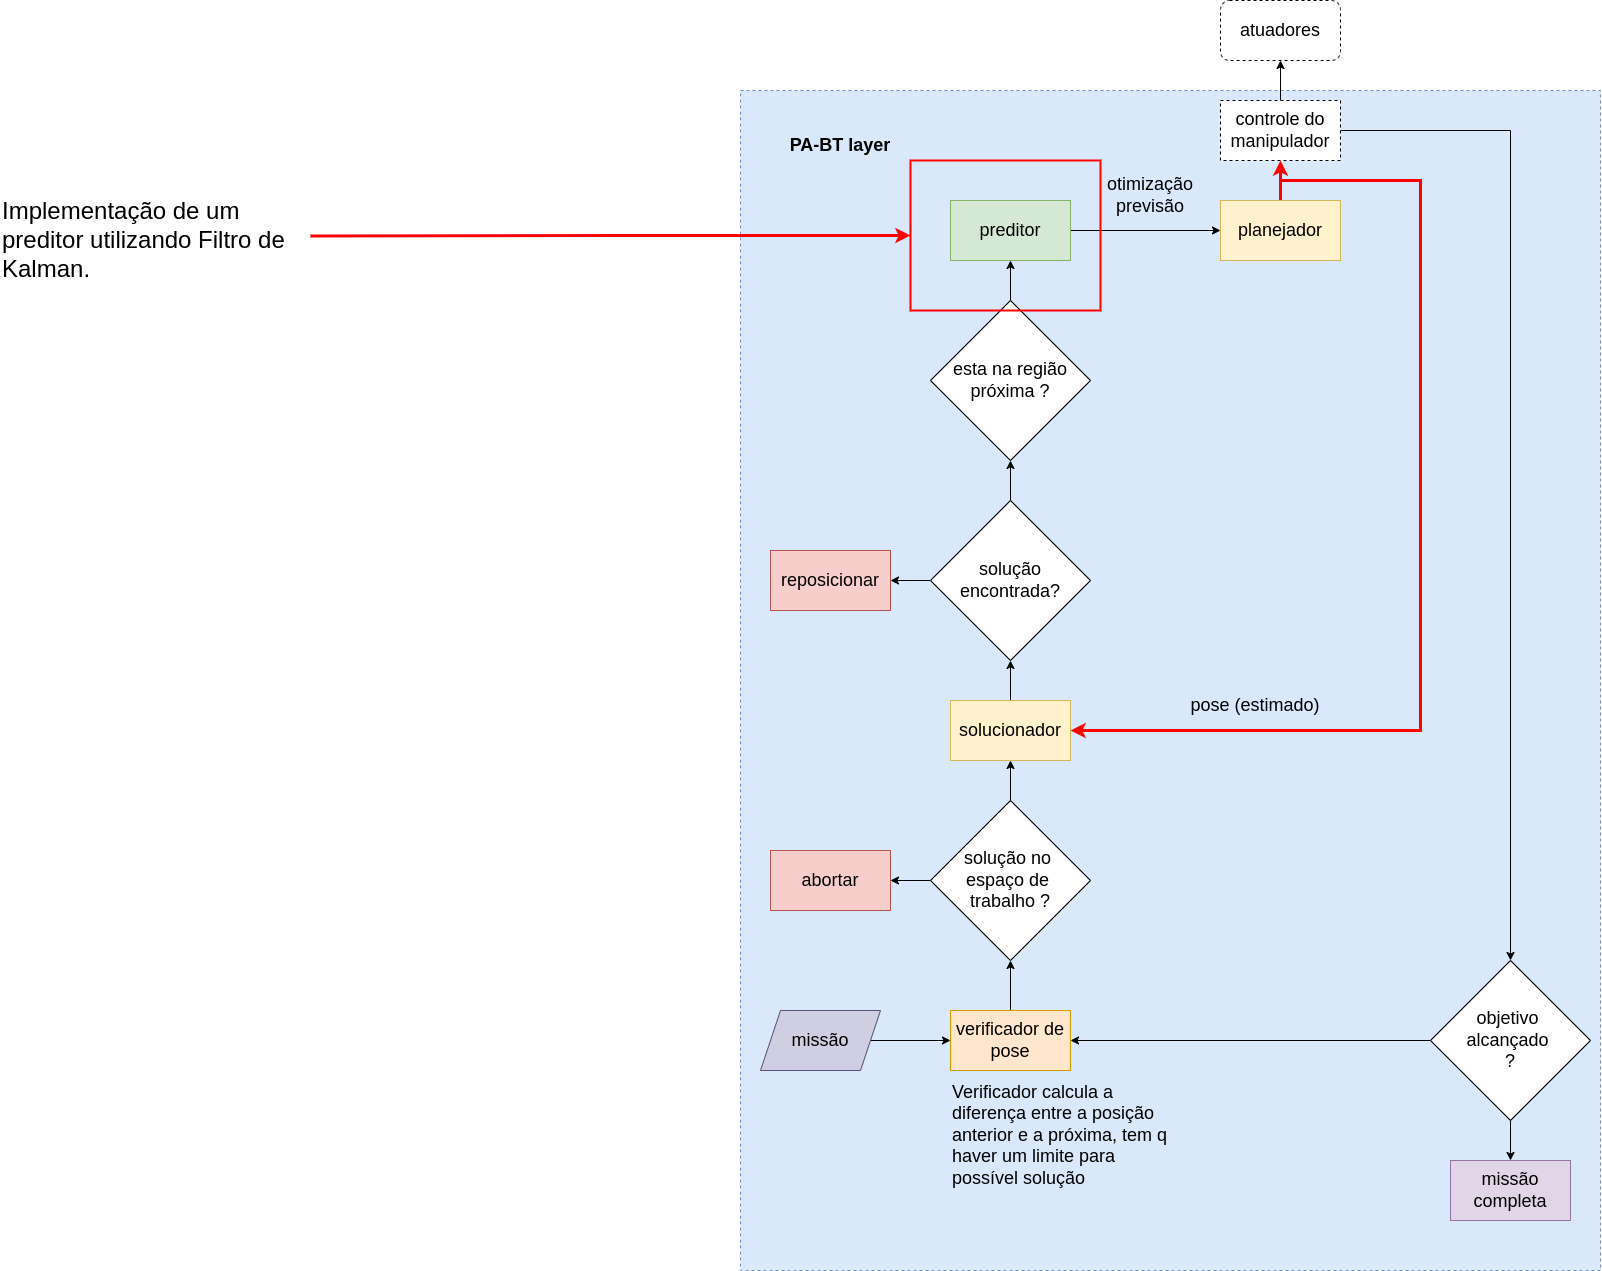 atuadores
controle do
manipulador
PA-BT layer
otimização
previsão
Implementação de um
preditor utilizando Filtro de
Kalman.
preditor
planejador
esta na região
próxima ?
solução
encontrada?
reposicionar
pose (estimado)
solucionador
solução no
espaço de
trabalho ?
abortar
missão
verificador de
pose
objetivo
alcançado
?
Verificador calcula a
diferença entre a posição
anterior e a próxima, tem q
haver um limite para
possível solução
missão
completa